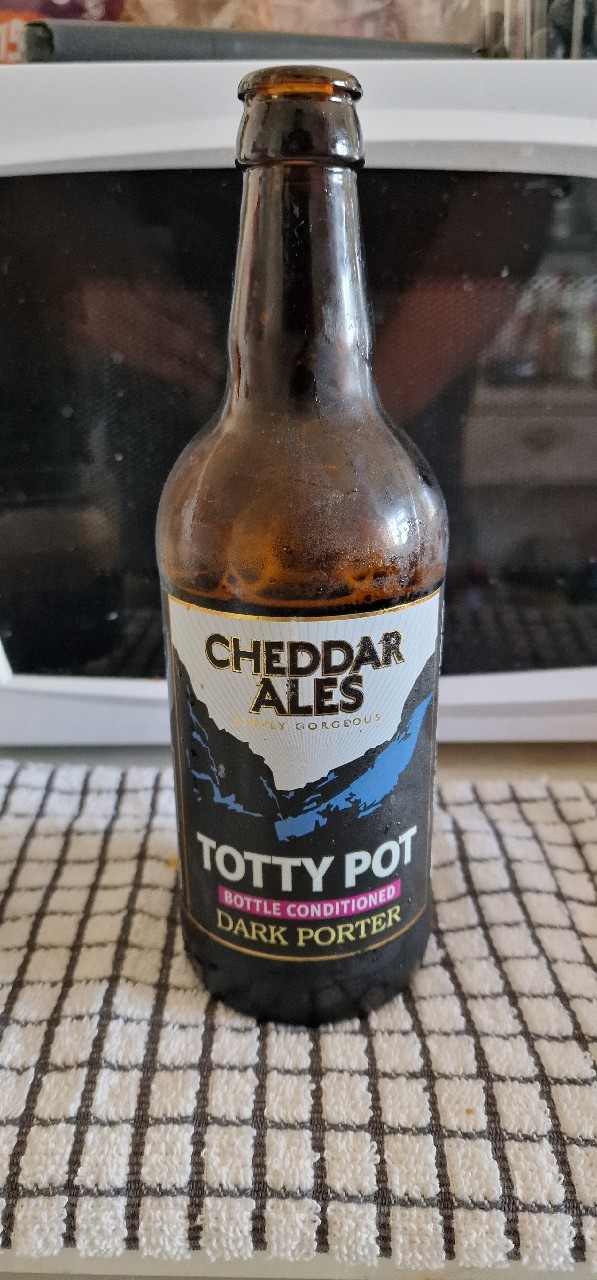 CHEDDAR
ALES
SIMPLY GORGEOUS
TOTTY POT
BOTTLE CONDITIONED
DARK PORTER